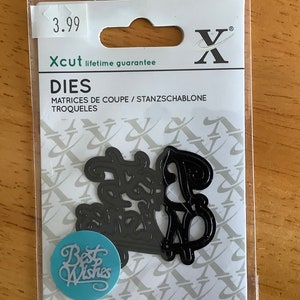 3.99
X
Xcut lifetime guarantee
DIES
MATRICES DE COUPE / STANZSCHABLONE
TROQUELES
Best
Wishes